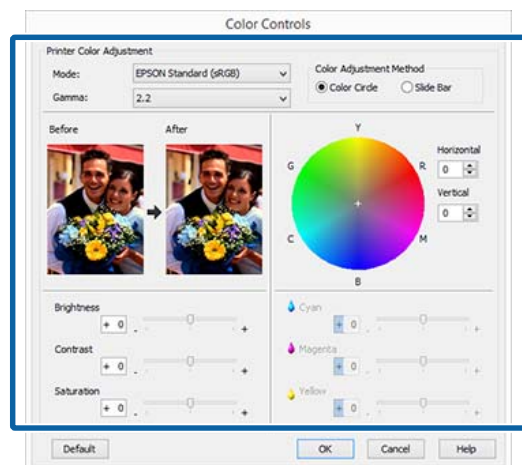 Color Controls
Printer Color Adjustment
Mode: EPSON Standard (sRGB)
Gamma: 2.2
Color Adjustment Method
Color Circle Slide Bar
Before After
Y
G R
C M
B
Horizontal
0
Vertical
0
Brightness
+ 0 - +
Contrast
+ 0 - +
Saturation
+ 0 - +
Cyan
+ 0 - +
Magenta
+ 0 - +
Yellow
+ 0 - +
Default OK Cancel Help